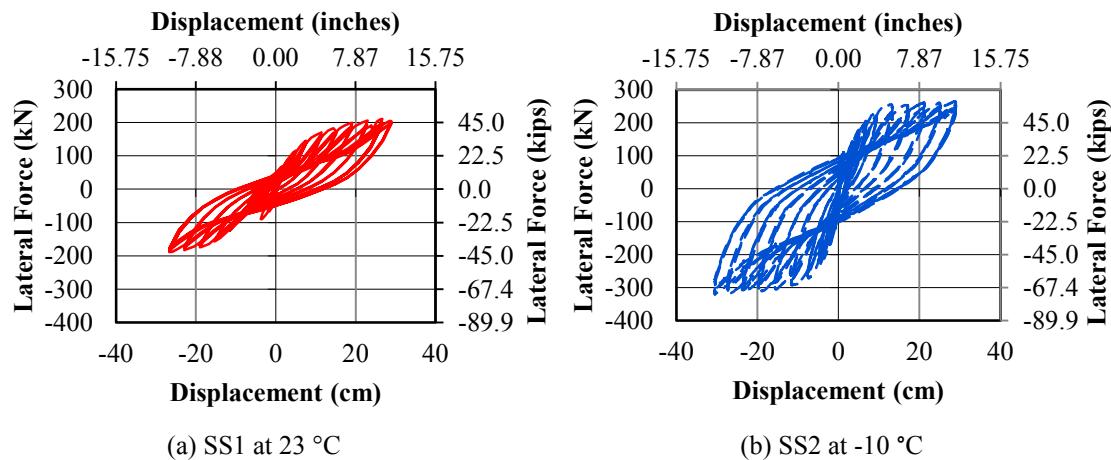 Displacement (inches)
-15.75 -7.88 0.00 7.87 15.75
300
200
100
0
-100
-200
-300
-400
Lateral Force (kN)
45.0
22.5
0.0
-22.5
-45.0
-67.4
-89.9
Lateral Force (kips)
-40 -20 0 20 40
Displacement (cm)
(a) SS1 at 23 °C
Displacement (inches)
-15.75 -7.87 0.00 7.87 15.75
300
200
100
0
-100
-200
-300
-400
Lateral Force (kN)
45.0
22.5
0.0
-22.5
-45.0
-67.4
-89.9
Lateral Force (kips)
-40 -20 0 20 40
Displacement (cm)
(b) SS2 at -10 °C